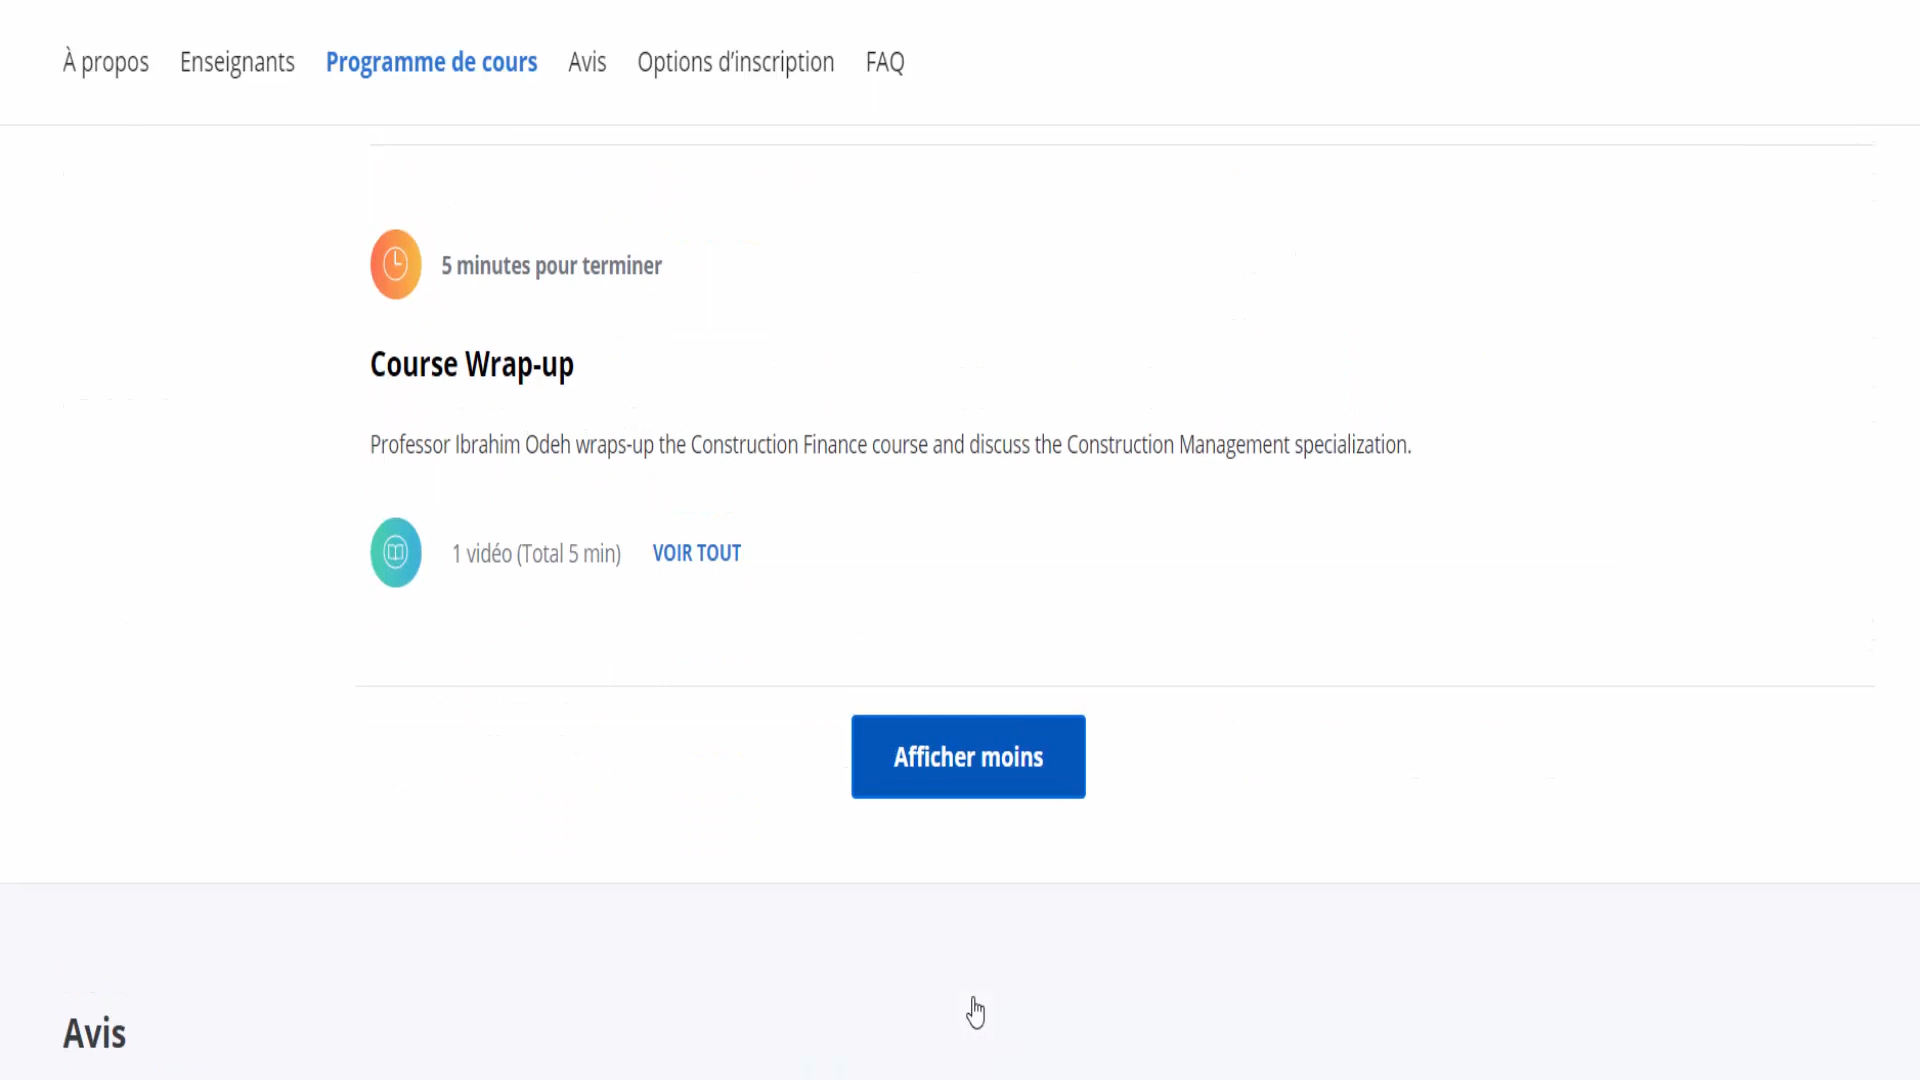 À propos Enseignants Programme de cours Avis Options d’inscription FAQ
5 minutes pour terminer
Course Wrap-up
Professor Ibrahim Odeh wraps-up the Construction Finance course and discuss the Construction Management specialization.
1 vidéo (Total 5 min) VOIR TOUT
Afficher moins
Avis